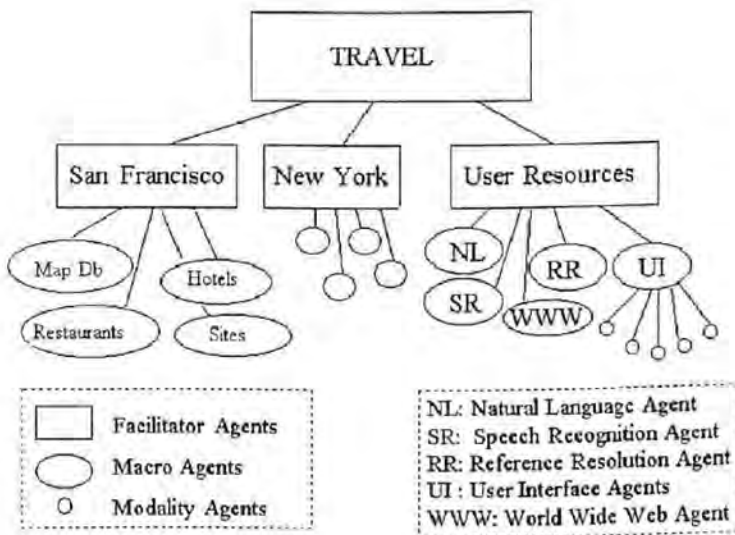 TRAVEL
San Francisco
New York
User Resources
Map Db
Hotels
Restaurants
Sites
NL
RR
UI
SR
WWW
Facilitator Agents
Macro Agents
Modality Agents
NL: Natural Language Agent
SR: Speech Recognition Agent
RR: Reference Resolution Agent
UI : User Interface Agents
WWW: World Wide Web Agent